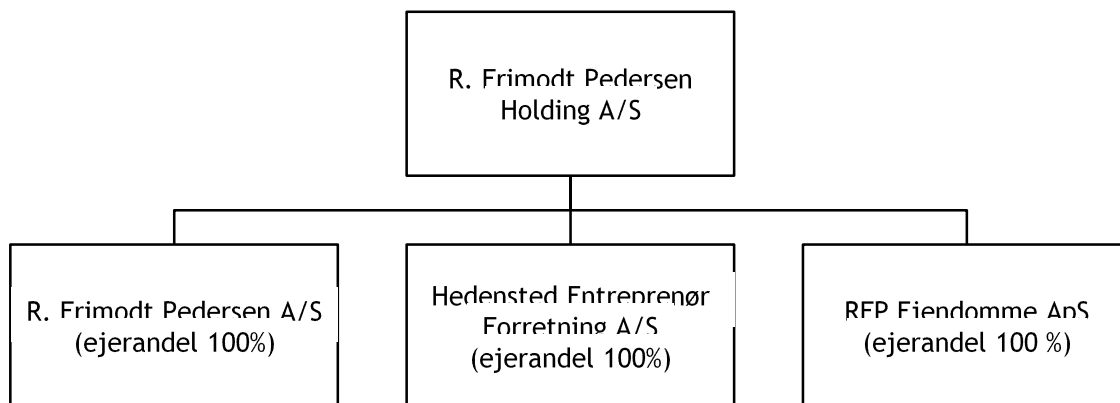 R. Frimodt Pedersen
Holding A/S
R. Frimodt Pedersen A/S
(ejerandel 100%)
Hedensted Entreprenør
Forretning A/S
(ejerandel 100%)
RFP Ejendomme ApS
(ejerandel 100 %)